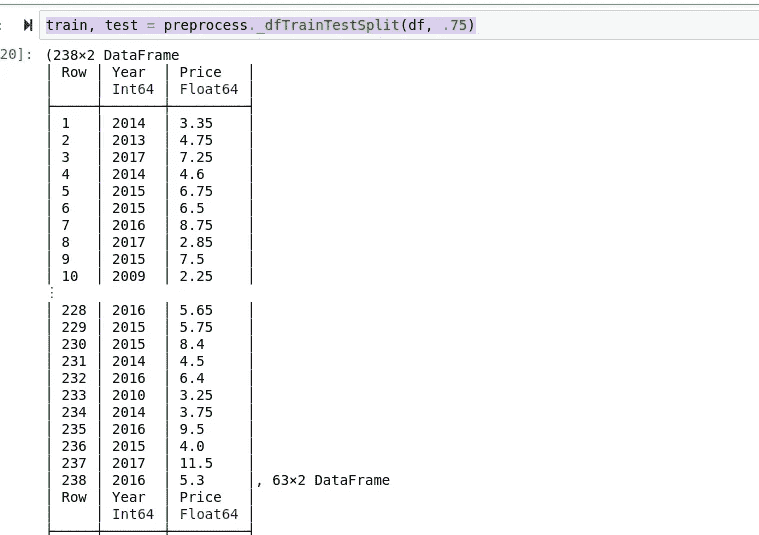 : train, test = preprocess._dfTrainTestSplit(df, .75)
20]: (238×2 DataFrame
│ Row │ Year │ Price │
│ │ Int64 │ Float64 │
├─────┼───────┼─────────┤
│ 1 │ 2014 │ 3.35 │
│ 2 │ 2013 │ 4.75 │
│ 3 │ 2017 │ 7.25 │
│ 4 │ 2014 │ 4.6 │
│ 5 │ 2015 │ 6.75 │
│ 6 │ 2015 │ 6.5 │
│ 7 │ 2016 │ 8.75 │
│ 8 │ 2017 │ 2.85 │
│ 9 │ 2015 │ 7.5 │
│ 10 │ 2009 │ 2.25 │
⋮
│ 228 │ 2016 │ 5.65 │
│ 229 │ 2015 │ 5.75 │
│ 230 │ 2015 │ 8.4 │
│ 231 │ 2014 │ 4.5 │
│ 232 │ 2016 │ 6.4 │
│ 233 │ 2010 │ 3.25 │
│ 234 │ 2014 │ 3.75 │
│ 235 │ 2016 │ 9.5 │
│ 236 │ 2015 │ 4.0 │
│ 237 │ 2017 │ 11.5 │
│ 238 │ 2016 │ 5.3 │, 63×2 DataFrame
│ Row │ Year │ Price │
│ │ Int64 │ Float64 │
├─────┼───────┼─────────┤